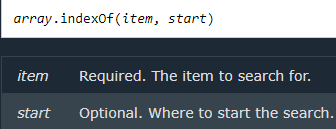 array.indexOf(item, start)
item Required. The item to search for.
start Optional. Where to start the search.